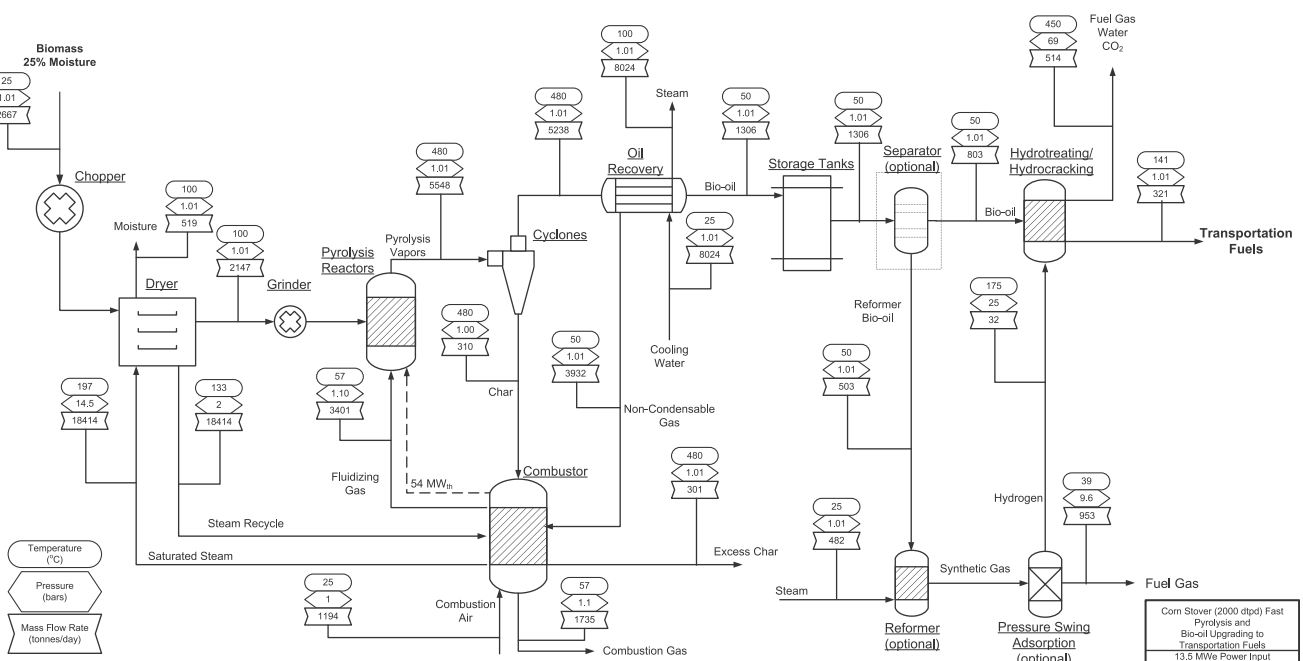 Biomass
25% Moisture
25
1.01
2667
Chopper
Moisture
100
1.01
519
Dryer
100
1.01
2147
Grinder
197
14.5
18414
133
2
18414
Pyrolysis
Reactors
Pyrolysis
Vapors
480
1.01
5548
57
1.10
3401
Fluidizing
Gas
54 MWth
Steam Recycle
Saturated Steam
480
1.01
5238
Cyclones
480
1.00
310
Char
Combustor
Combustion
Air
25
1
1194
57
1.1
1735
Combustion Gas
480
1.01
301
Excess Char
100
1.01
8024
Steam
Oil
Recovery
50
1.01
1306
Bio-oil
25
1.01
8024
Cooling
Water
50
1.01
3932
Non-Condensable
Gas
Storage Tanks
50
1.01
1306
Separator
(optional)
50
1.01
803
Bio-oil
Hydrotreating/
Hydrocracking
450
69
514
Fuel Gas
Water
CO2
141
1.01
321
Transportation
Fuels
Reformer
Bio-oil
50
1.01
503
175
25
32
Hydrogen
25
1.01
482
Steam
Synthetic Gas
Reformer
(optional)
Pressure Swing
Adsorption
(optional)
39
9.6
953
Fuel Gas
Temperature
(°C)
Pressure
(bars)
Mass Flow Rate
(tonnes/day)
Corn Stover (2000 dtpd) Fast
Pyrolysis and
Bio-oil Upgrading to
Transportation Fuels
13.5 MWe Power Input